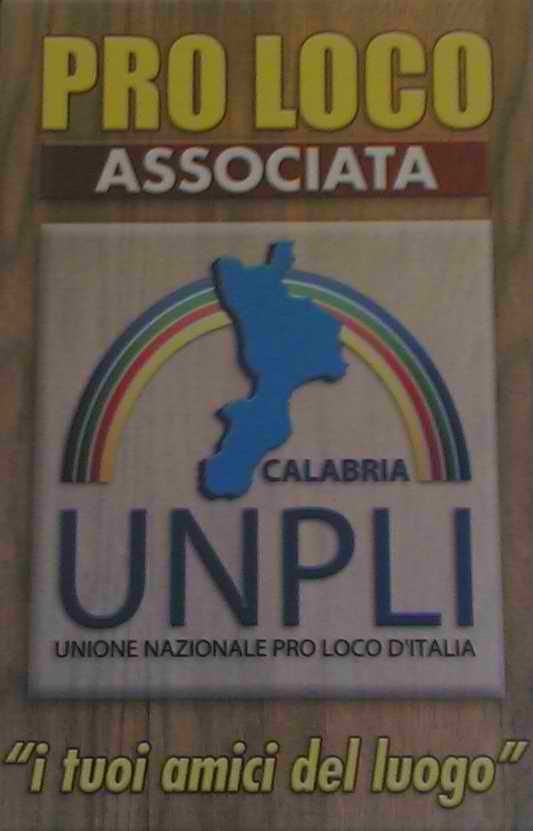 PRO LOCO
ASSOCIATA
CALABRIA
UNPLI
UNIONE NAZIONALE PRO LOCO D'ITALIA
"i tuoi amici del luogo"